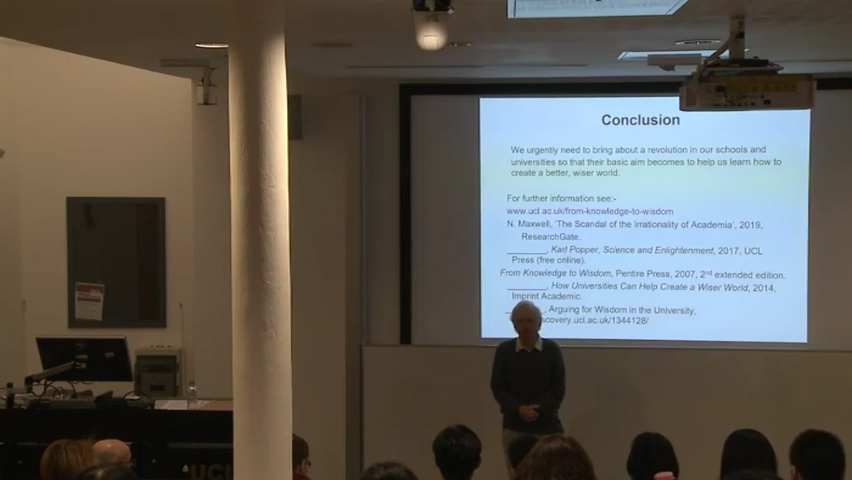 Conclusion
We urgently need to bring about a revolution in our schools and
universities so that their basic aim becomes to help us learn how to
create a better, wiser world.
For further information see:-
www.ucl.ac.uk/from-knowledge-to-wisdom
N. Maxwell, 'The Scandal of the Irrationality of Academia', 2019,
ResearchGate.
________, Karl Popper, Science and Enlightenment, 2017, UCL
Press (free online).
From Knowledge to Wisdom, Pentire Press, 2007, 2nd extended edition.
________, How Universities Can Help Create a Wiser World, 2014,
Imprint Academic.
, Arguing for Wisdom in the University,
scovery.ucl.ac.uk/1344128/
UCL